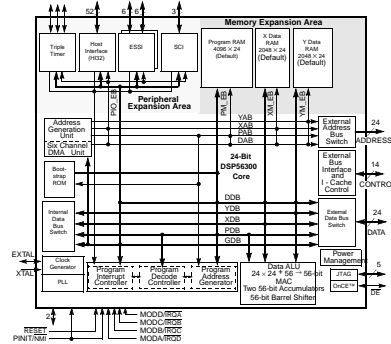 52 6 6 3
Memory Expansion Area
Triple Timer
Host Interface (HI32)
ESSI
SCI
Program RAM 4096 × 24 (Default)
X Data RAM 2048 × 24 (Default)
Y Data RAM 2048 × 24 (Default)
Peripheral Expansion Area
PIO_EB
PM_EB
XM_EB
YM_EB
Address Generation Unit
Six Channel DMA Unit
YAB
XAB
PAB
DAB
External Address Bus Switch
24
ADDRESS
24-Bit DSP56300 Core
Boot-strap ROM
External Bus Interface and I - Cache Control
14
CONTROL
Internal Data Bus Switch
DDB
YDB
XDB
PDB
GDB
External Data Bus Switch
24
DATA
EXTAL
XTAL
Clock Generator
PLL
Program Interrupt Controller
Program Decode Controller
Program Address Generator
Data ALU
24 × 24 + 56 → 56-bit MAC
Two 56-bit Accumulators
56-bit Barrel Shifter
Power Management
JTAG
OnCE™
5
DE
2
RESET
PINIT/NMI
MODA/IRQA
MODB/IRQB
MODC/IRQC
MODD/IRQD